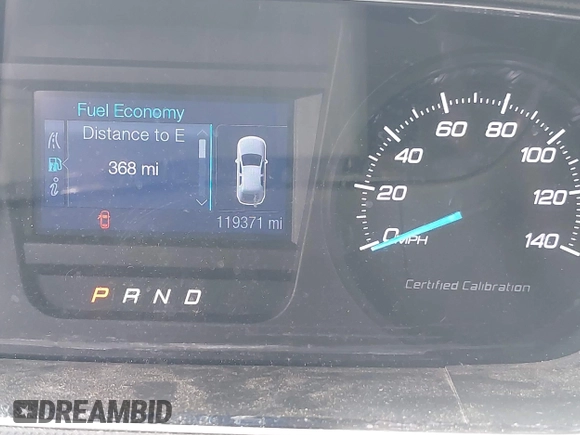 Fuel Economy
Distance to E
368 mi
119371 mi
P R N D
0 20 40 60 80 100 120 140
MPH
Certified Calibration
DREAMBID